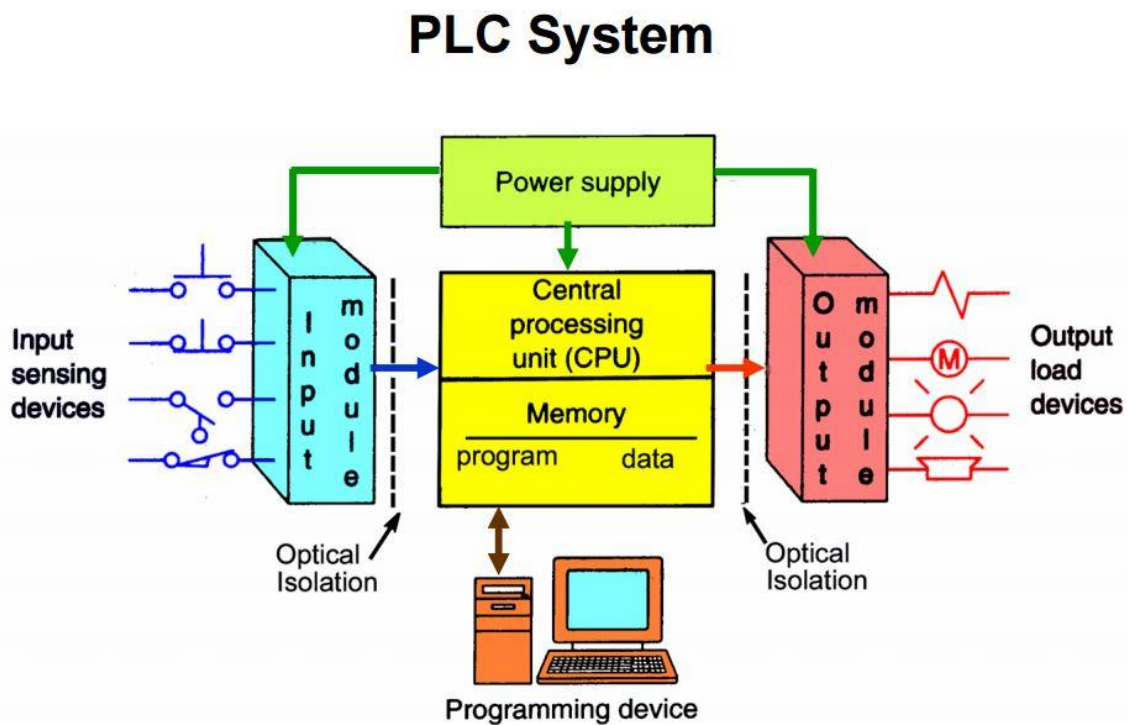 PLC System
Power supply
Input
sensing
devices
Input
module
Central
processing
unit (CPU)
Memory
program data
Output
module
M
Output
load
devices
Optical
Isolation
Optical
Isolation
Programming device